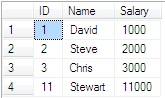 ID Name Salary
1 1 David 1000
2 2 Steve 2000
3 3 Chris 3000
4 11 Stewart 11000